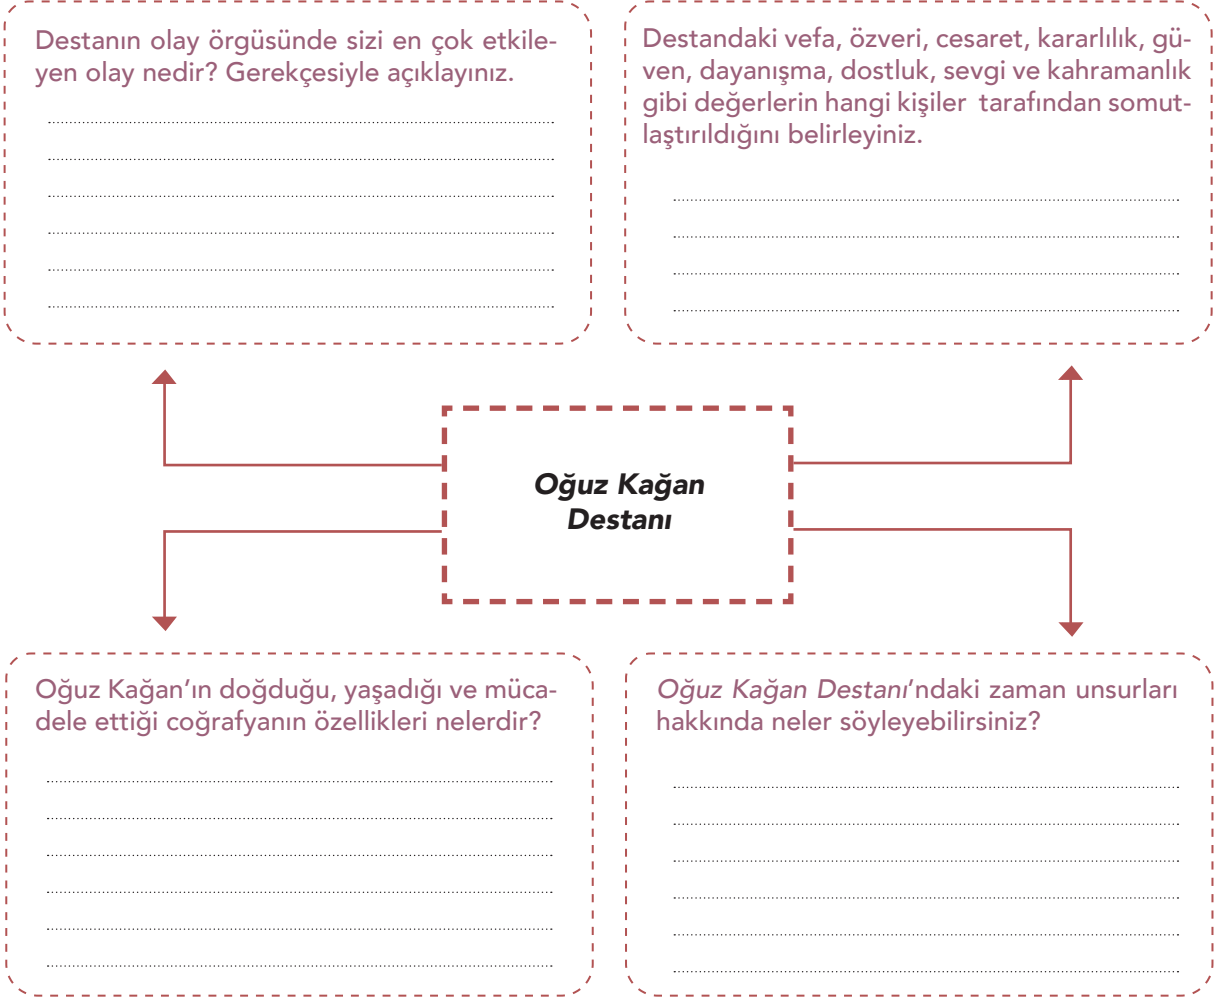 Destanın olay örgüsünde sizi en çok etkile-
yen olay nedir? Gerekçesiyle açıklayınız.
Destandaki vefa, özveri, cesaret, kararlılık, gü-
ven, dayanışma, dostluk, sevgi ve kahramanlık
gibi değerlerin hangi kişiler tarafından somut-
laştırıldığını belirleyiniz.
Oğuz Kağan
Destanı
Oğuz Kağan’ın doğduğu, yaşadığı ve müca-
dele ettiği coğrafyanın özellikleri nelerdir?
Oğuz Kağan Destanı’ndaki zaman unsurları
hakkında neler söyleyebilirsiniz?